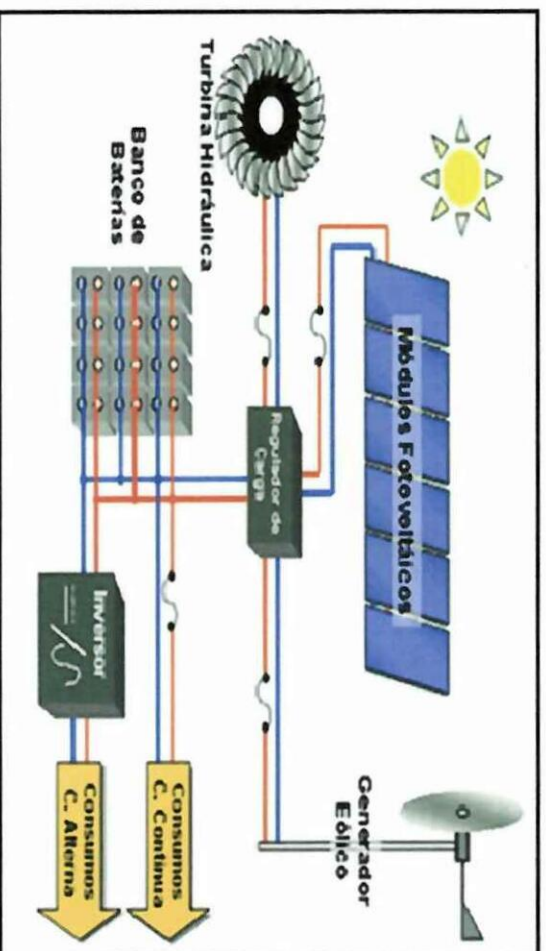 Módulos Fotovoltáicos
Turbina Hidráulica
Regulador de
Carga
Generador
Eólico
Banco de
Baterías
Inversor
Consumos
C. Continua
Consumos
C. Alterna